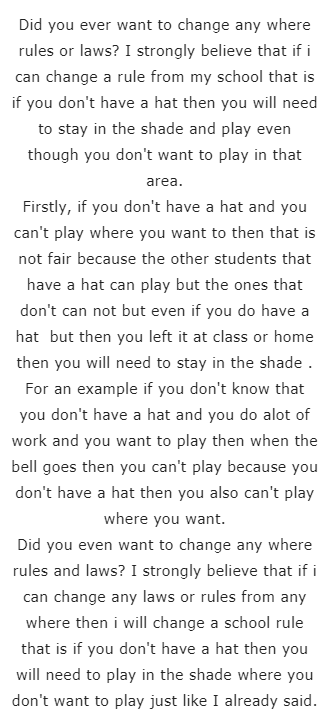 Did you ever want to change any where
rules or laws? I strongly believe that if i
can change a rule from my school that is
if you don't have a hat then you will need
to stay in the shade and play even
though you don't want to play in that
area.
Firstly, if you don't have a hat and you
can't play where you want to then that is
not fair because the other students that
have a hat can play but the ones that
don't can not but even if you do have a
hat  but then you left it at class or home
then you will need to stay in the shade .
For an example if you don't know that
you don't have a hat and you do alot of
work and you want to play then when the
bell goes then you can't play because you
don't have a hat then you also can't play
where you want.
Did you even want to change any where
rules and laws? I strongly believe that if i
can change any laws or rules from any
where then i will change a school rule
that is if you don't have a hat then you
will need to play in the shade where you
don't want to play just like I already said.